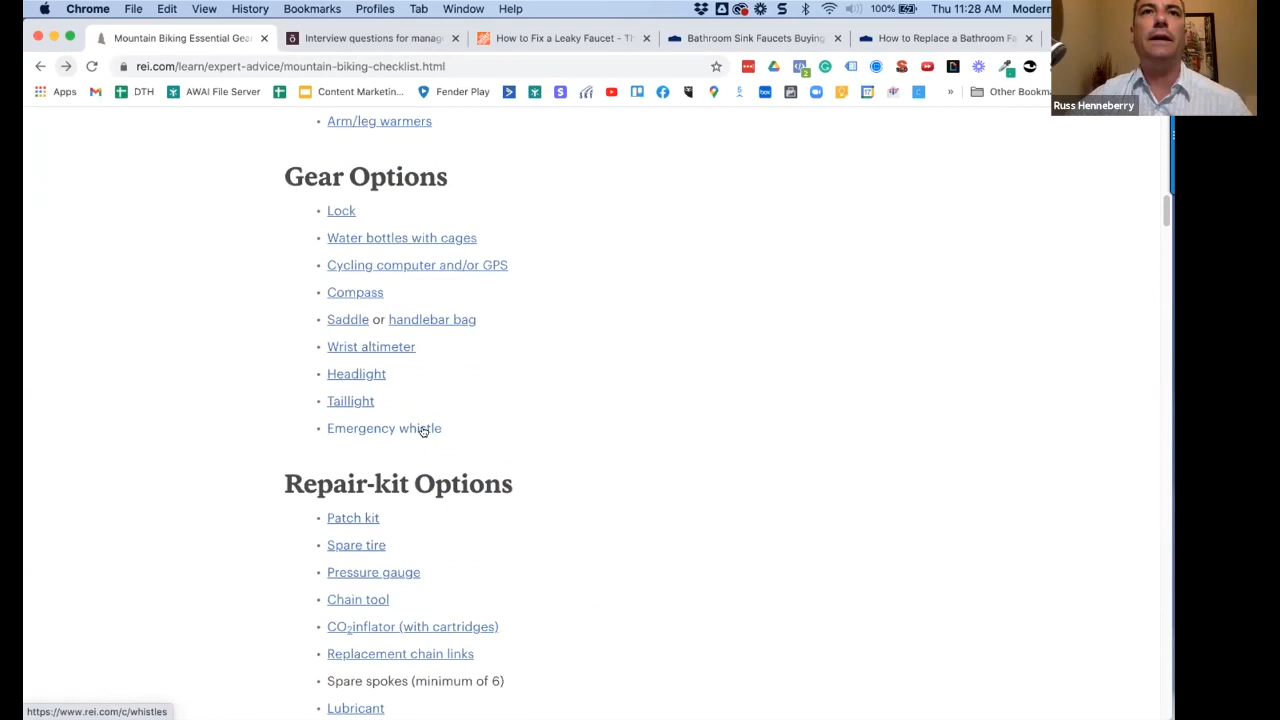 Chrome File Edit View History Bookmarks Profiles Tab Window Help 100% Thu 11:28 AM Modern
Mountain Biking Essential Gea Interview questions for manag How to Fix a Leaky Faucet - Th Bathroom Sink Faucets Buying How to Replace a Bathroom Fa
rei.com/learn/expert-advice/mountain-biking-checklist.html
Apps DTH AWAI File Server Content Marketin... Fender Play » Other Bookm
Russ Henneberry
• Arm/leg warmers
Gear Options
• Lock
• Water bottles with cages
• Cycling computer and/or GPS
• Compass
• Saddle or handlebar bag
• Wrist altimeter
• Headlight
• Taillight
• Emergency whistle
Repair-kit Options
• Patch kit
• Spare tire
• Pressure gauge
• Chain tool
• CO2inflator (with cartridges)
• Replacement chain links
• Spare spokes (minimum of 6)
• Lubricant
https://www.rei.com/c/whistles